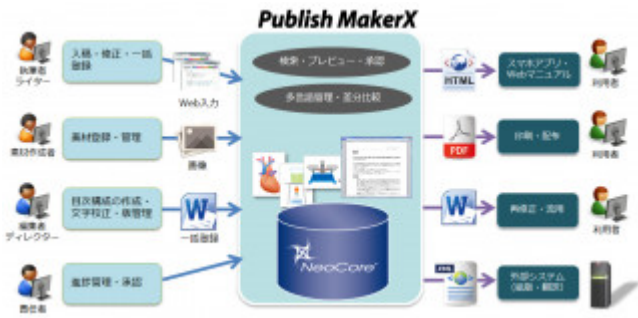 Publish MakerX
執筆者
ライター
入稿・修正・一括
登録
Web入力
検索・プレビュー・承認
多言語管理・差分比較
HTML
スマホアプリ・
Webマニュアル
利用者
素材作成者
素材登録・管理
画像
PDF
印刷・配布
利用者
編集者
ディレクター
目次構成の作成・
文字校正・版管理
W
一括登録
NeoCore
W
再修正・流用
利用者
責任者
進捗管理・承認
XML
外部システム